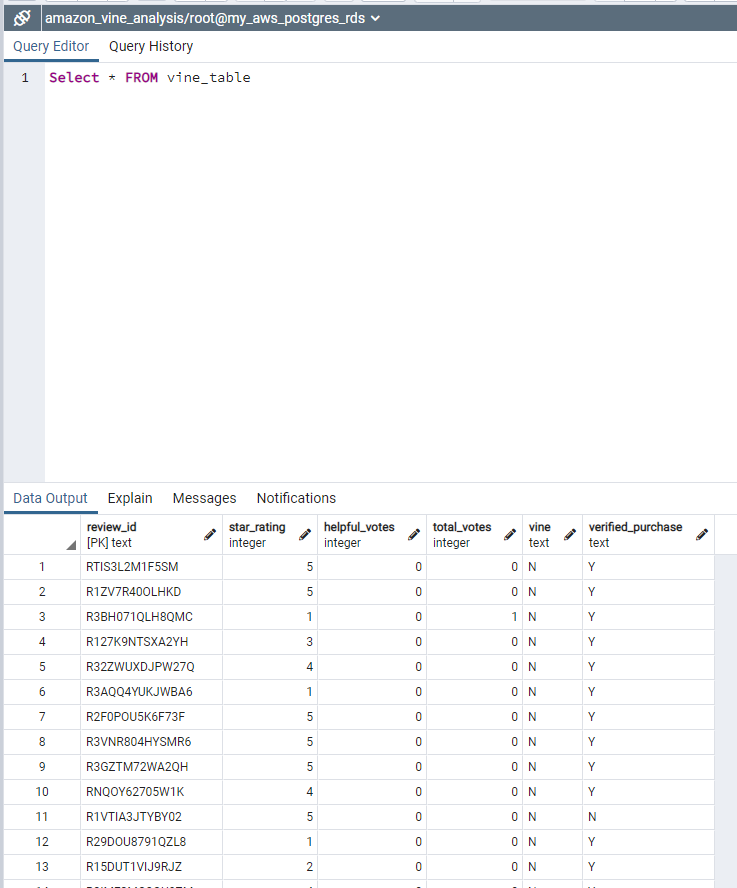 amazon_vine_analysis/root@my_aws_postgres_rds
Query Editor Query History
1 Select * FROM vine_table
Data Output Explain Messages Notifications
review_id star_rating helpful_votes total_votes vine verified_purchase
[PK] text integer integer integer text text
1 RTIS3L2M1F5SM 5 0 0 N Y
2 R1ZV7R40OLHKD 5 0 0 N Y
3 R3BH071QLH8QMC 1 0 1 N Y
4 R127K9NTSXA2YH 3 0 0 N Y
5 R32ZWUXDJPW27Q 4 0 0 N Y
6 R3AQQ4YUKJWBA6 1 0 0 N Y
7 R2F0POU5K6F73F 5 0 0 N Y
8 R3VNR804HYSMR6 5 0 0 N Y
9 R3GZTM72WA2QH 5 0 0 N Y
10 RNQOY62705W1K 4 0 0 N Y
11 R1VTIA3JTYBY02 5 0 0 N N
12 R29DOU8791QZL8 1 0 0 N Y
13 R15DUT1VIJ9RJZ 2 0 0 N Y